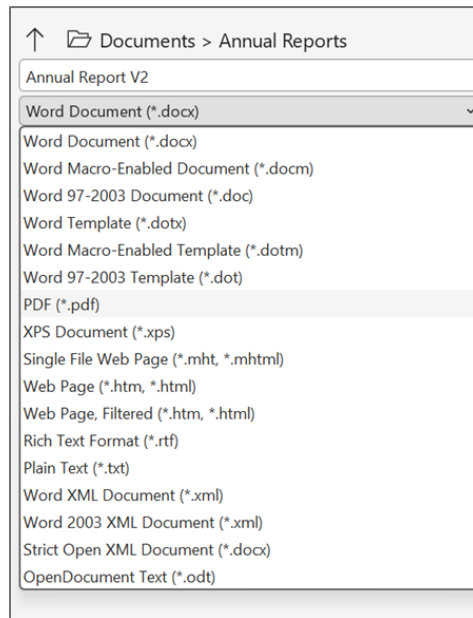 Documents > Annual Reports
Annual Report V2
Word Document (*.docx)
Word Document (*.docx)
Word Macro-Enabled Document (*.docm)
Word 97-2003 Document (*.doc)
Word Template (*.dotx)
Word Macro-Enabled Template (*.dotm)
Word 97-2003 Template (*.dot)
PDF (*.pdf)
XPS Document (*.xps)
Single File Web Page (*.mht, *.mhtml)
Web Page (*.htm, *.html)
Web Page, Filtered (*.htm, *.html)
Rich Text Format (*.rtf)
Plain Text (*.txt)
Word XML Document (*.xml)
Word 2003 XML Document (*.xml)
Strict Open XML Document (*.docx)
OpenDocument Text (*.odt)